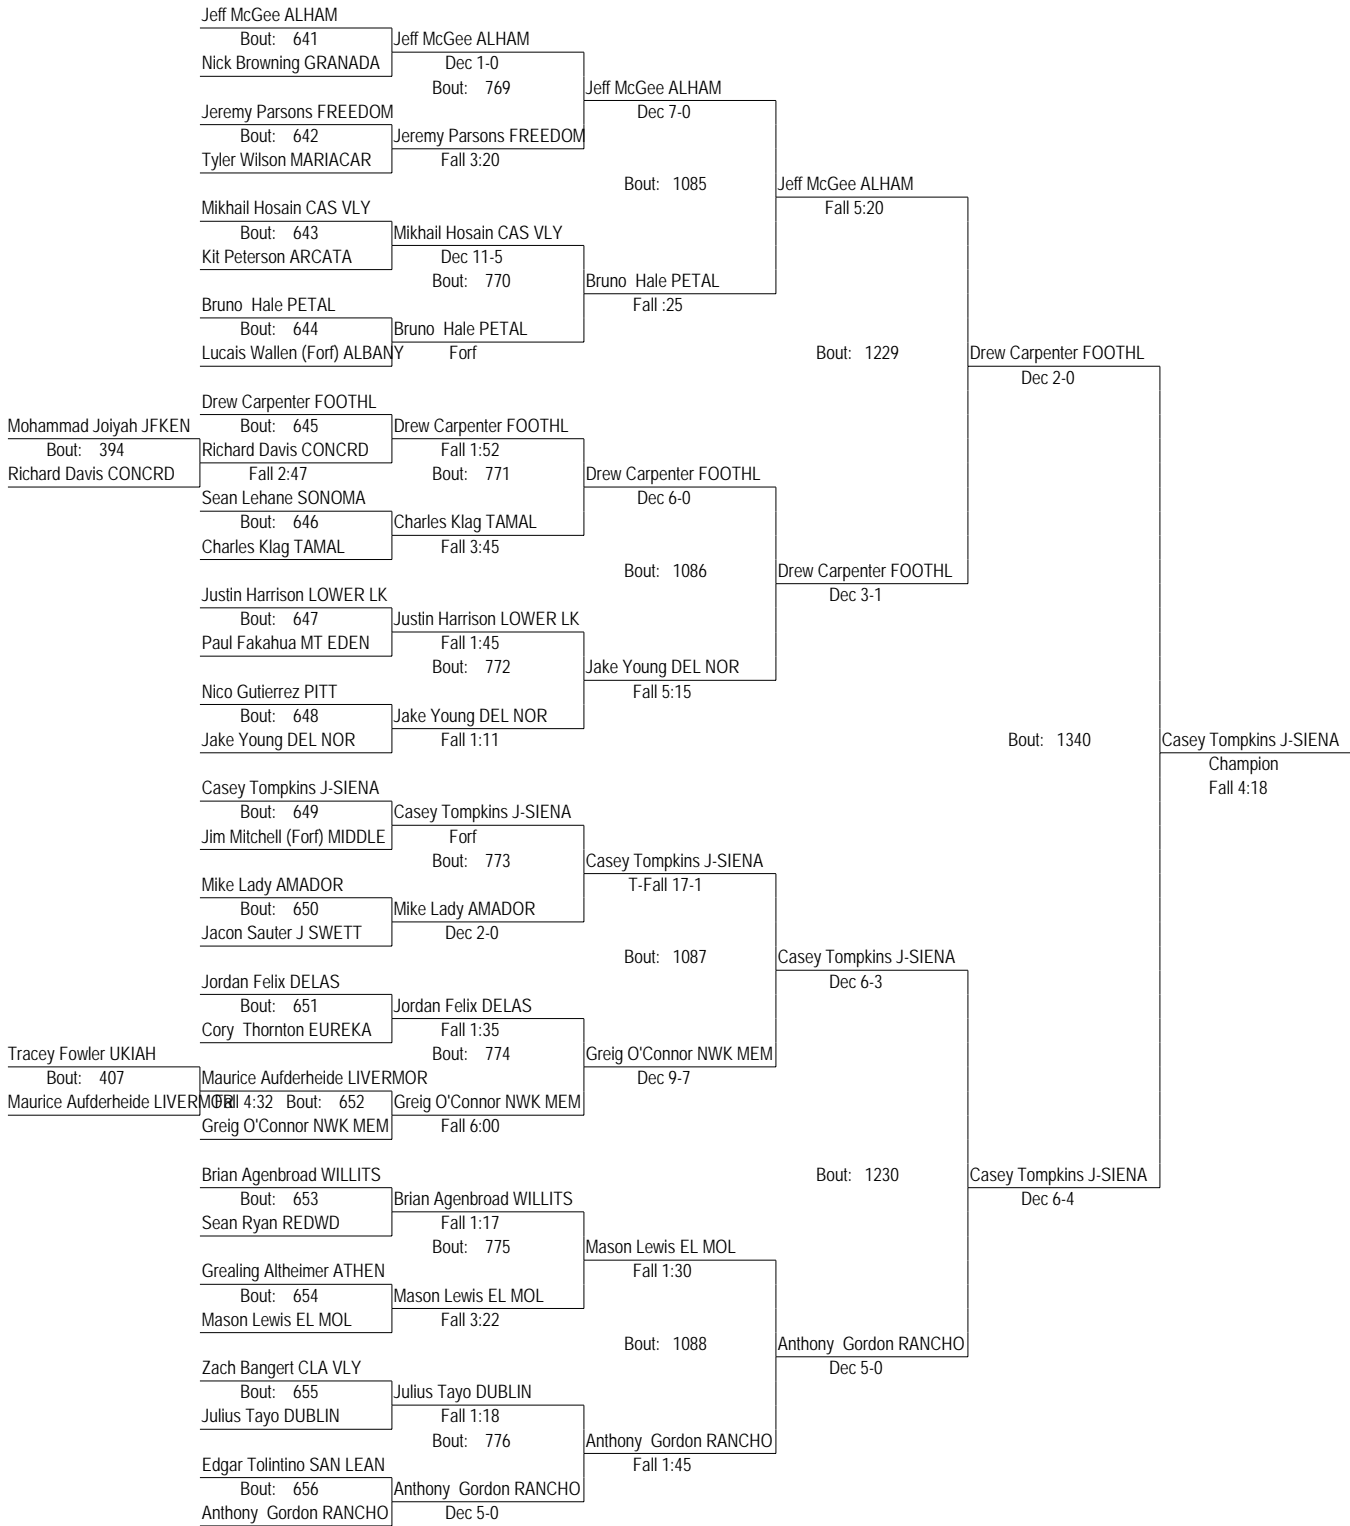 Jeff McGee ALHAM
Bout: 641
Jeff McGee ALHAM
Nick Browning GRANADA
Dec 1-0
Bout: 769
Jeff McGee ALHAM
Jeremy Parsons FREEDOM
Dec 7-0
Bout: 642
Jeremy Parsons FREEDOM
Tyler Wilson MARIACAR
Fall 3:20
Bout: 1085
Jeff McGee ALHAM
Mikhail Hosain CAS VLY
Fall 5:20
Bout: 643
Mikhail Hosain CAS VLY
Kit Peterson ARCATA
Dec 11-5
Bout: 770
Bruno Hale PETAL
Bruno Hale PETAL
Fall :25
Bout: 644
Bruno Hale PETAL
Lucais Wallen (Forf) ALBANY
Forf
Bout: 1229
Drew Carpenter FOOTHL
Dec 2-0
Drew Carpenter FOOTHL
Mohammad Joiyah JFKEN
Bout: 645
Drew Carpenter FOOTHL
Bout: 394
Richard Davis CONCRD
Fall 1:52
Richard Davis CONCRD
Fall 2:47
Bout: 771
Drew Carpenter FOOTHL
Sean Lehane SONOMA
Dec 6-0
Bout: 646
Charles Klag TAMAL
Charles Klag TAMAL
Fall 3:45
Bout: 1086
Drew Carpenter FOOTHL
Justin Harrison LOWER LK
Dec 3-1
Bout: 647
Justin Harrison LOWER LK
Paul Fakahua MT EDEN
Fall 1:45
Bout: 772
Jake Young DEL NOR
Nico Gutierrez PITT
Fall 5:15
Bout: 648
Jake Young DEL NOR
Jake Young DEL NOR
Fall 1:11
Bout: 1340
Casey Tompkins J-SIENA
Champion
Casey Tompkins J-SIENA
Fall 4:18
Bout: 649
Casey Tompkins J-SIENA
Jim Mitchell (Forf) MIDDLE
Forf
Bout: 773
Casey Tompkins J-SIENA
Mike Lady AMADOR
T-Fall 17-1
Bout: 650
Mike Lady AMADOR
Jacon Sauter J SWETT
Dec 2-0
Bout: 1087
Casey Tompkins J-SIENA
Jordan Felix DELAS
Dec 6-3
Bout: 651
Jordan Felix DELAS
Cory Thornton EUREKA
Fall 1:35
Tracey Fowler UKIAH
Bout: 774
Greig O'Connor NWK MEM
Bout: 407
Maurice Aufderheide LIVERMOR
Dec 9-7
Maurice Aufderheide LIVERMOR
Fall 4:32
Bout: 652
Greig O'Connor NWK MEM
Greig O'Connor NWK MEM
Fall 6:00
Brian Agenbroad WILLITS
Bout: 1230
Casey Tompkins J-SIENA
Bout: 653
Brian Agenbroad WILLITS
Dec 6-4
Sean Ryan REDWD
Fall 1:17
Bout: 775
Mason Lewis EL MOL
Grealing Altheimer ATHEN
Fall 1:30
Bout: 654
Mason Lewis EL MOL
Mason Lewis EL MOL
Fall 3:22
Bout: 1088
Anthony Gordon RANCHO
Zach Bangert CLA VLY
Dec 5-0
Bout: 655
Julius Tayo DUBLIN
Julius Tayo DUBLIN
Fall 1:18
Bout: 776
Anthony Gordon RANCHO
Edgar Tolintino SAN LEAN
Fall 1:45
Bout: 656
Anthony Gordon RANCHO
Anthony Gordon RANCHO
Dec 5-0